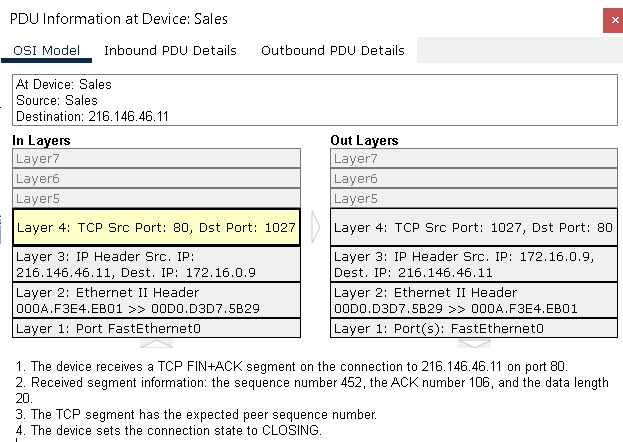 PDU Information at Device: Sales
×
OSI Model Inbound PDU Details Outbound PDU Details
At Device: Sales
Source: Sales
Destination: 216.146.46.11
In Layers
Layer7
Layer6
Layer5
Layer 4: TCP Src Port: 80, Dst Port: 1027
Layer 3: IP Header Src. IP:
216.146.46.11, Dest. IP: 172.16.0.9
Layer 2: Ethernet II Header
000A.F3E4.EB01 >> 00D0.D3D7.5B29
Layer 1: Port FastEthernet0
Out Layers
Layer7
Layer6
Layer5
Layer 4: TCP Src Port: 1027, Dst Port: 80
Layer 3: IP Header Src. IP: 172.16.0.9,
Dest. IP: 216.146.46.11
Layer 2: Ethernet II Header
00D0.D3D7.5B29 >> 000A.F3E4.EB01
Layer 1: Port(s): FastEthernet0
1. The device receives a TCP FIN+ACK segment on the connection to 216.146.46.11 on port 80.
2. Received segment information: the sequence number 452, the ACK number 106, and the data length
20.
3. The TCP segment has the expected peer sequence number.
4. The device sets the connection state to CLOSING.